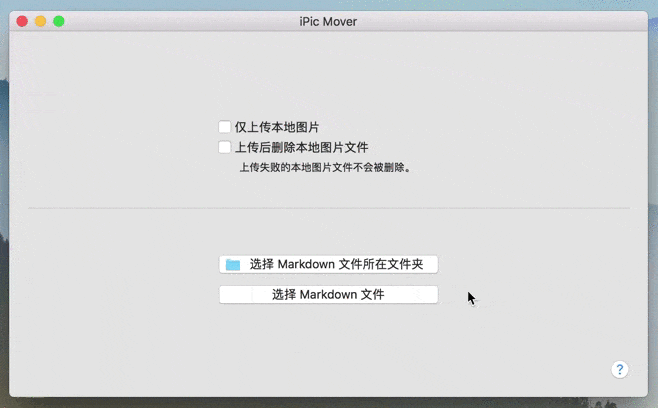 iPic Mover
仅上传本地图片
上传后删除本地图片文件
上传失败的本地图片文件不会被删除。
选择 Markdown 文件所在文件夹
选择 Markdown 文件
?